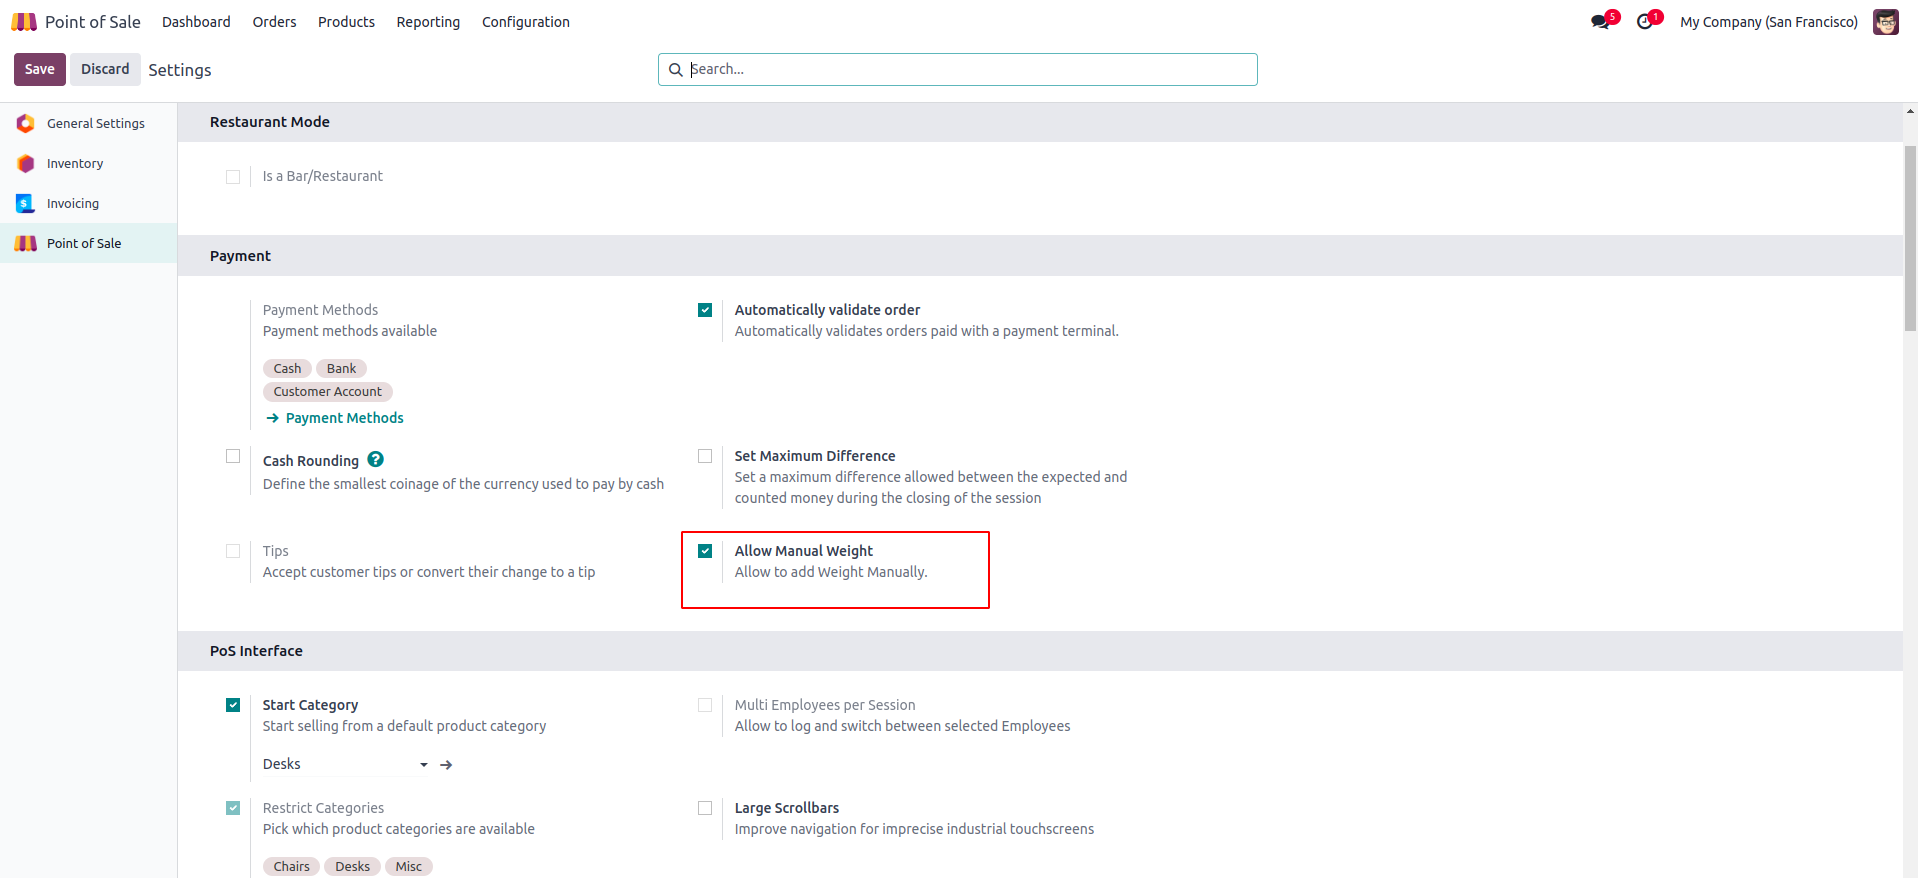 Point of Sale Dashboard Orders Products Reporting Configuration 5 1 My Company (San Francisco)
Save Discard Settings Search...
General Settings
Inventory
Invoicing
Point of Sale
Restaurant Mode
Is a Bar/Restaurant
Payment
Payment Methods
Payment methods available
Cash Bank
Customer Account
Payment Methods
Automatically validate order
Automatically validates orders paid with a payment terminal.
Cash Rounding ?
Define the smallest coinage of the currency used to pay by cash
Set Maximum Difference
Set a maximum difference allowed between the expected and
counted money during the closing of the session
Tips
Accept customer tips or convert their change to a tip
Allow Manual Weight
Allow to add Weight Manually.
PoS Interface
Start Category
Start selling from a default product category
Desks
Multi Employees per Session
Allow to log and switch between selected Employees
Restrict Categories
Pick which product categories are available
Chairs Desks Misc
Large Scrollbars
Improve navigation for imprecise industrial touchscreens